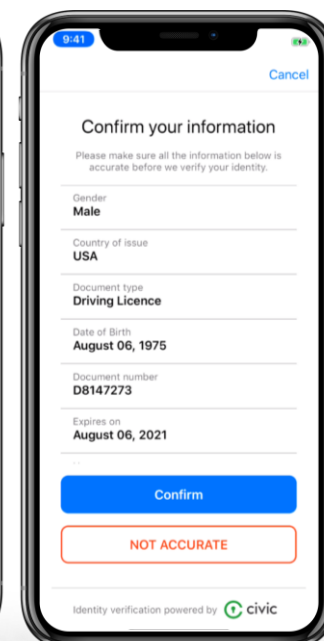 9:41
Cancel
Confirm your information
Please make sure all the information below is
accurate before we verify your identity.
Gender
Male
Country of issue
USA
Document type
Driving Licence
Date of Birth
August 06, 1975
Document number
D8147273
Expires on
August 06, 2021
Confirm
NOT ACCURATE
Identity verification powered by civic